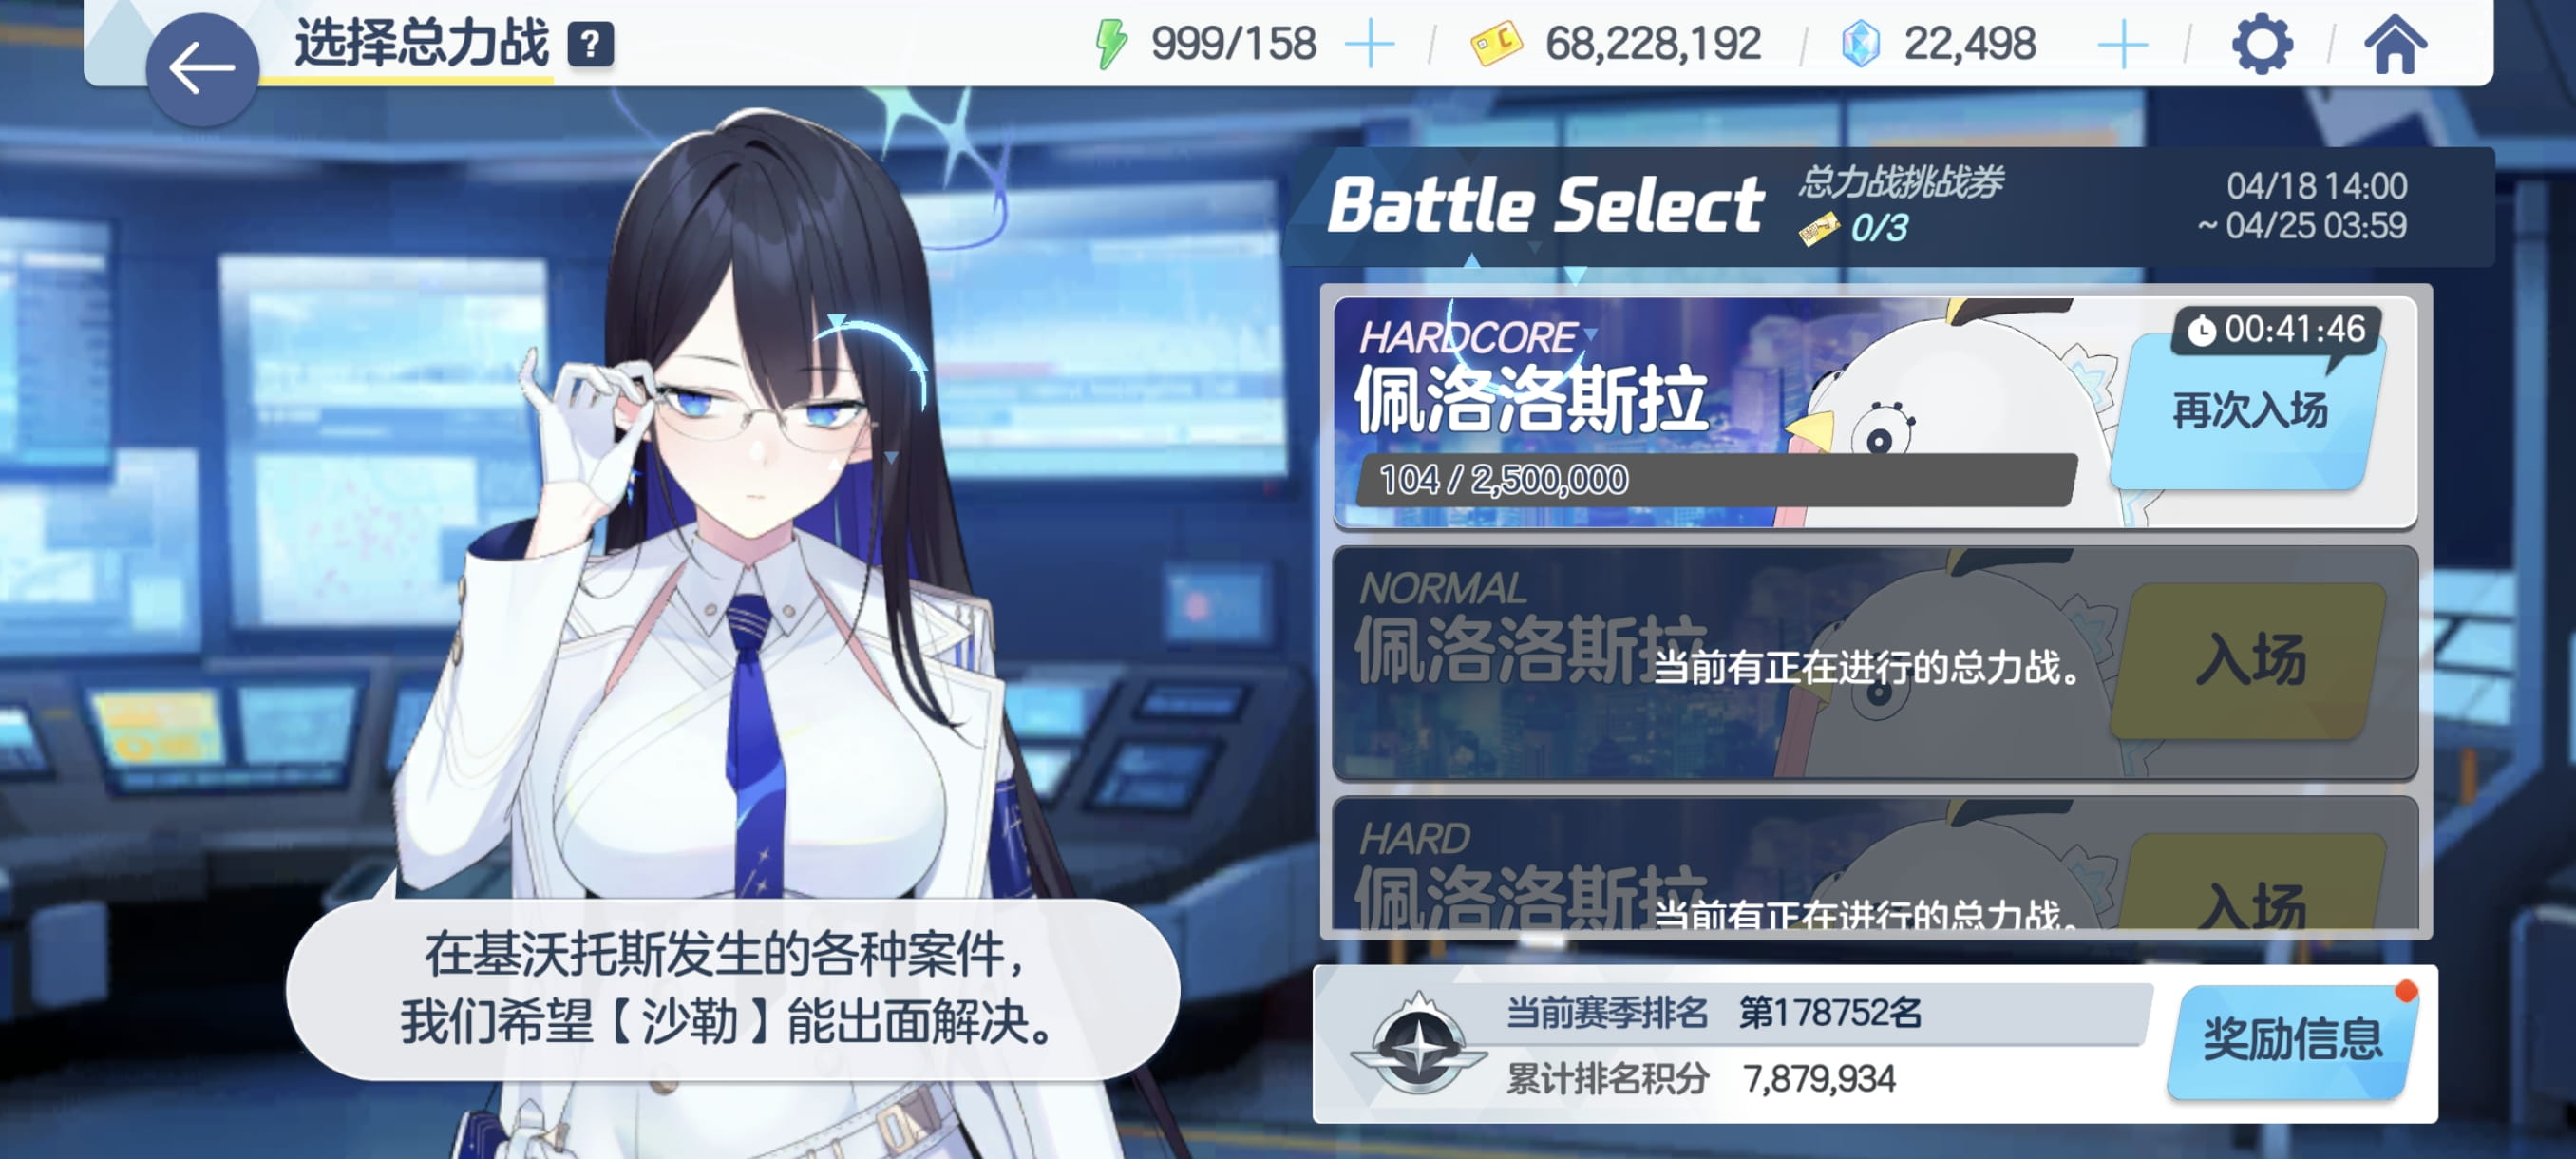 选择总力战 ?
999/158
68,228,192
22,498
Battle Select
总力战挑战券
0/3
04/18 14:00
~ 04/25 03:59
HARDCORE
佩洛洛斯拉
104 / 2,500,000
00:41:46
再次入场
NORMAL
佩洛洛斯拉
当前有正在进行的总力战。
入场
HARD
佩洛洛斯拉
当前有正在进行的总力战。
入场
在基沃托斯发生的各种案件，
我们希望【沙勒】能出面解决。
当前赛季排名 第178752名
累计排名积分 7,879,934
奖励信息